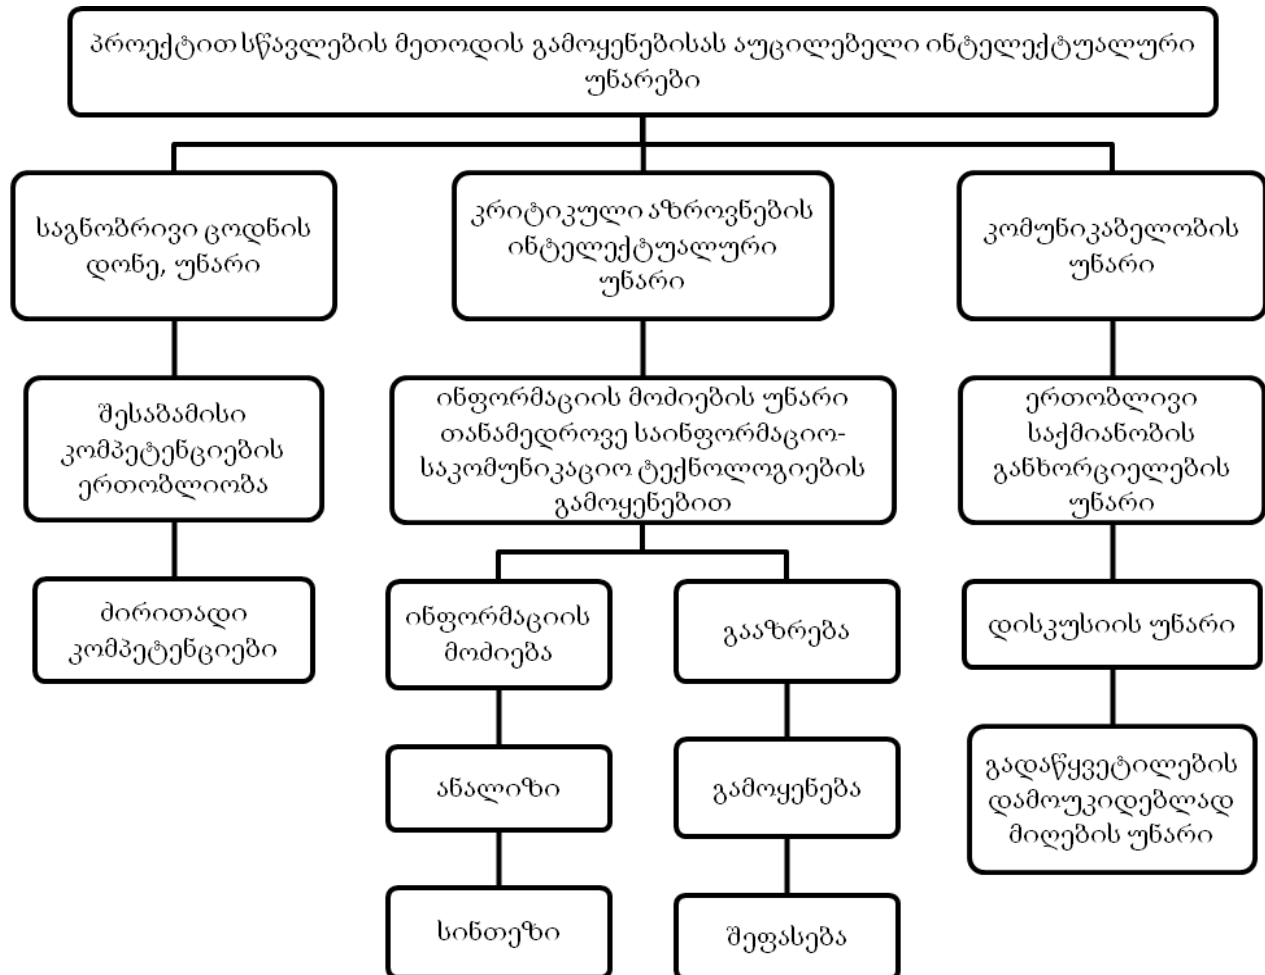 პროექტით სწავლების მეთოდის გამოყენებისას აუცილებელი ინტელექტუალური
უნარები
საგნობრივი ცოდნის
დონე, უნარი
კრიტიკული აზროვნების
ინტელექტუალური
უნარი
კომუნიკაბელობის
უნარი
შესაბამისი
კომპეტენციების
ერთობლიობა
ინფორმაციის მოძიების უნარი
თანამედროვე საინფორმაციო-
საკომუნიკაციო ტექნოლოგიების
გამოყენებით
ერთობლივი
საქმიანობის
განხორციელების
უნარი
ძირითადი
კომპეტენციები
ინფორმაციის
მოძიება
გააზრება
დისკუსიის უნარი
ანალიზი
გამოყენება
გადაწყვეტილების
დამოუკიდებლად
მიღების უნარი
სინთეზი
შეფასება